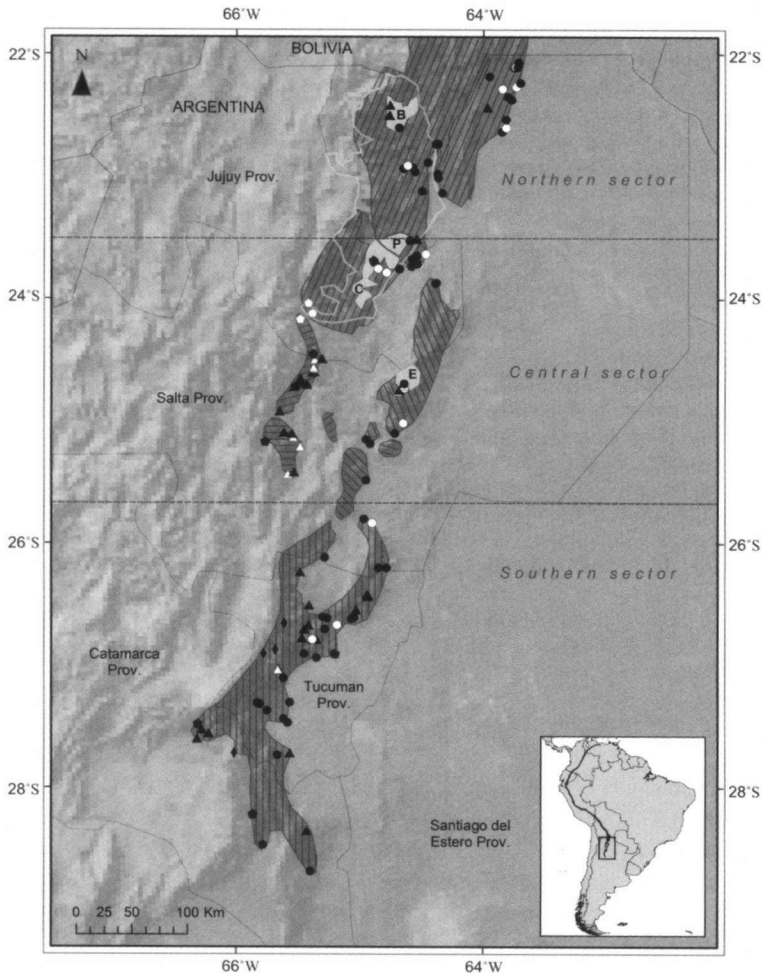 66°W
64°W
22°S
22°S
BOLIVIA
N
ARGENTINA
B
Jujuy Prov.
Northern sector
P
24°S
24°S
C
E
Central sector
Salta Prov.
26°S
26°S
Southern sector
Catamarca
Prov.
Tucuman
Prov.
28°S
28°S
Santiago del
Estero Prov.
0 25 50 100 Km
66°W
64°W